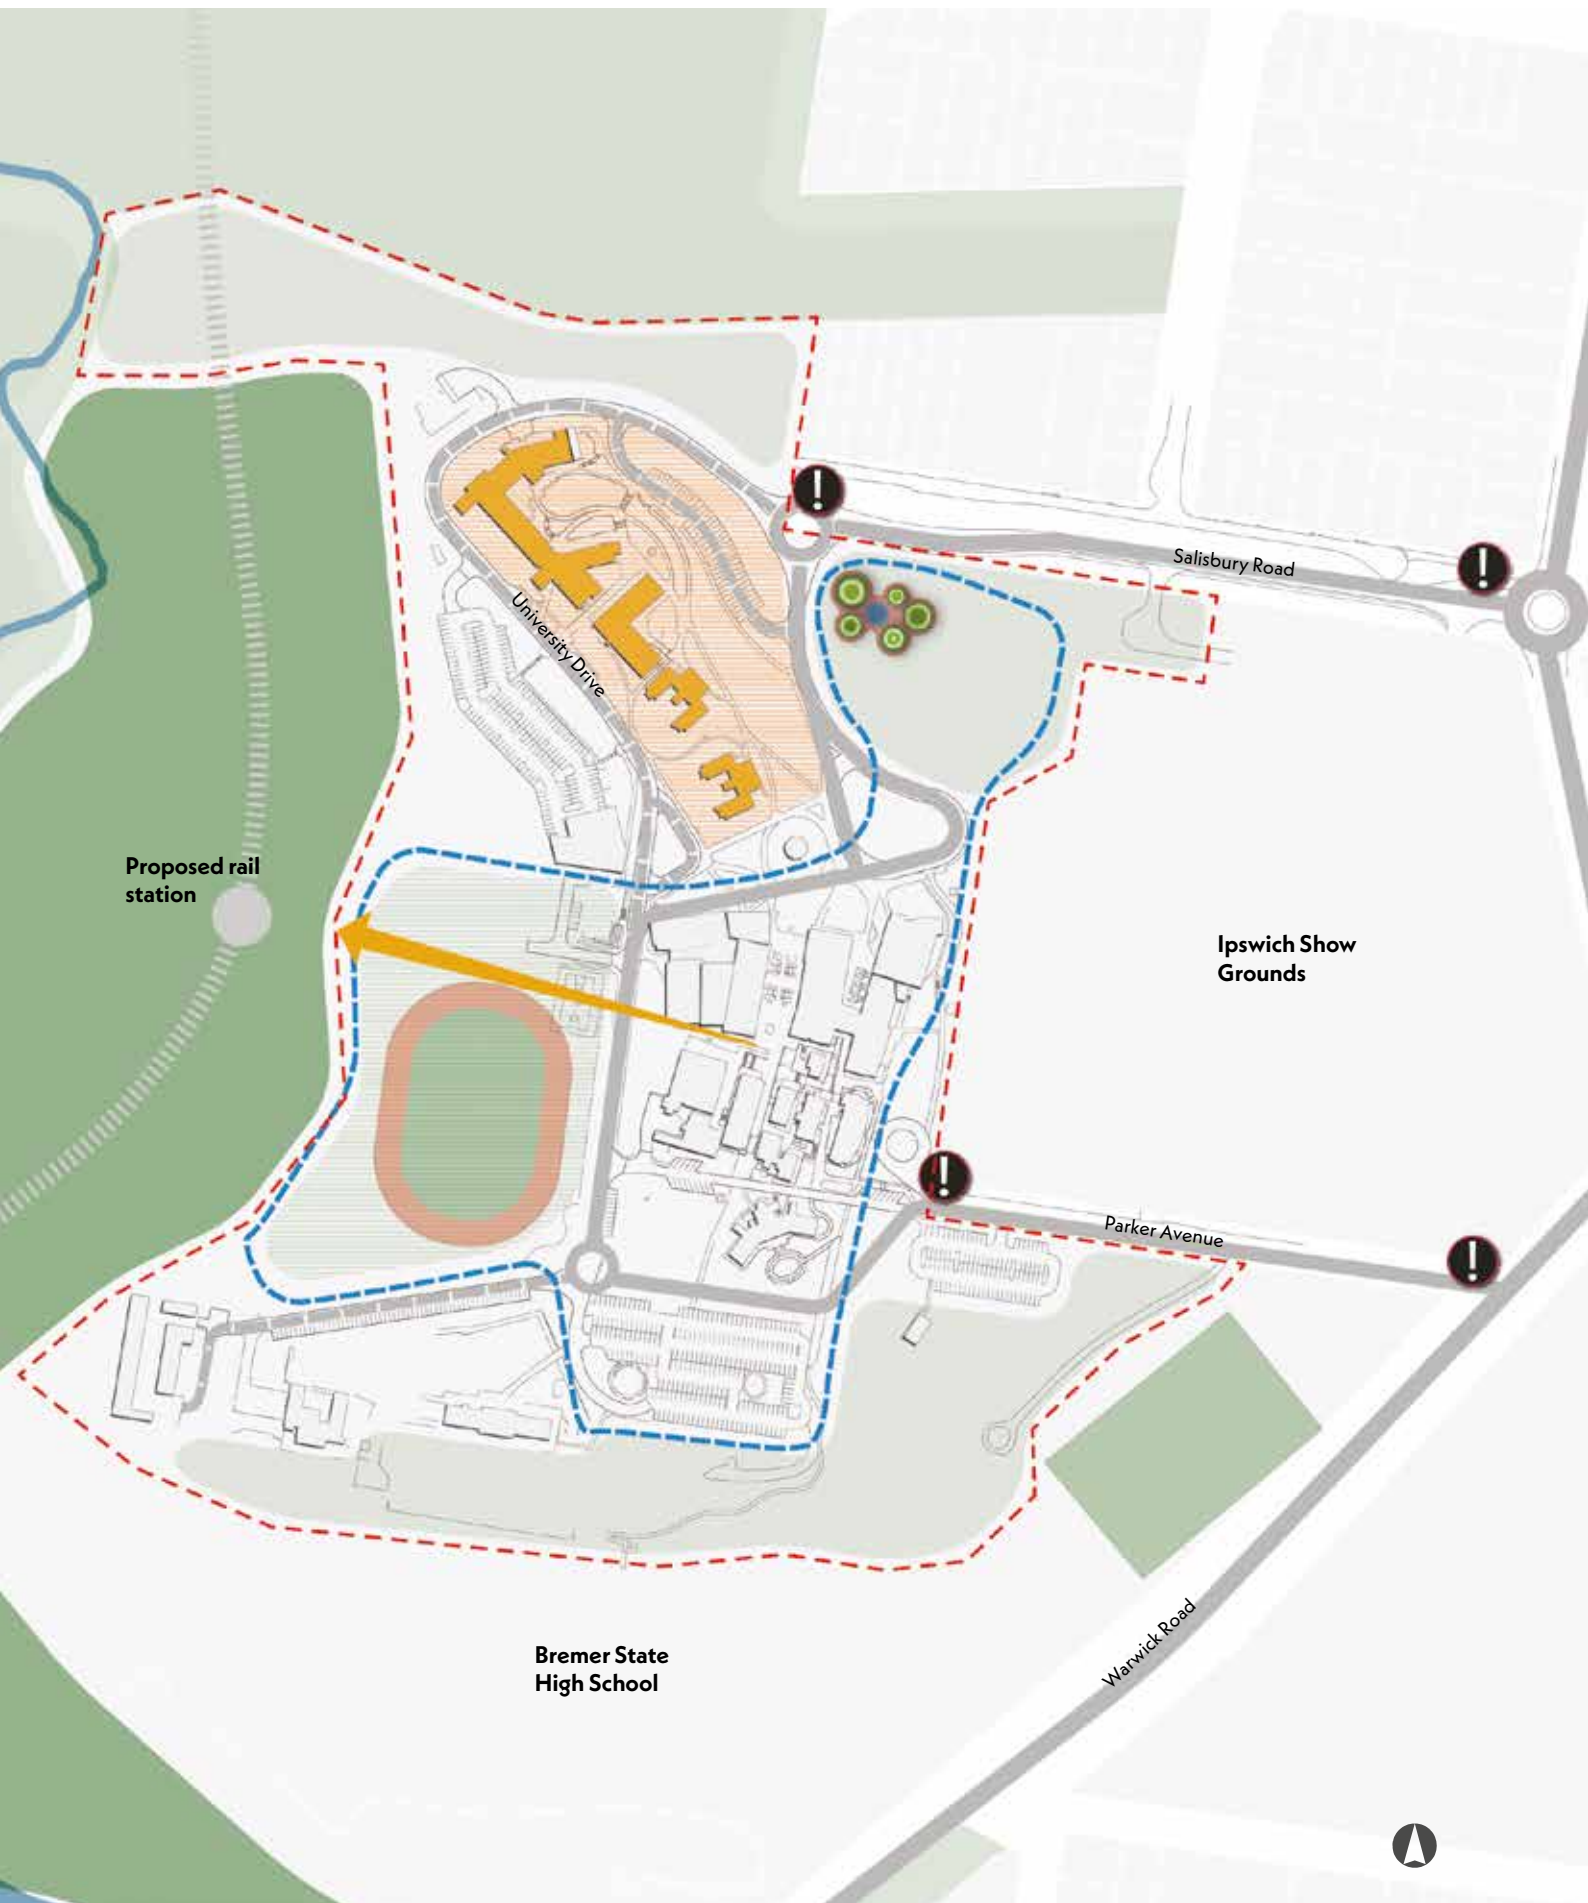 Salisbury Road
University Drive
Proposed rail
station
Ipswich Show
Grounds
Parker Avenue
Warwick Road
Bremer State
High School